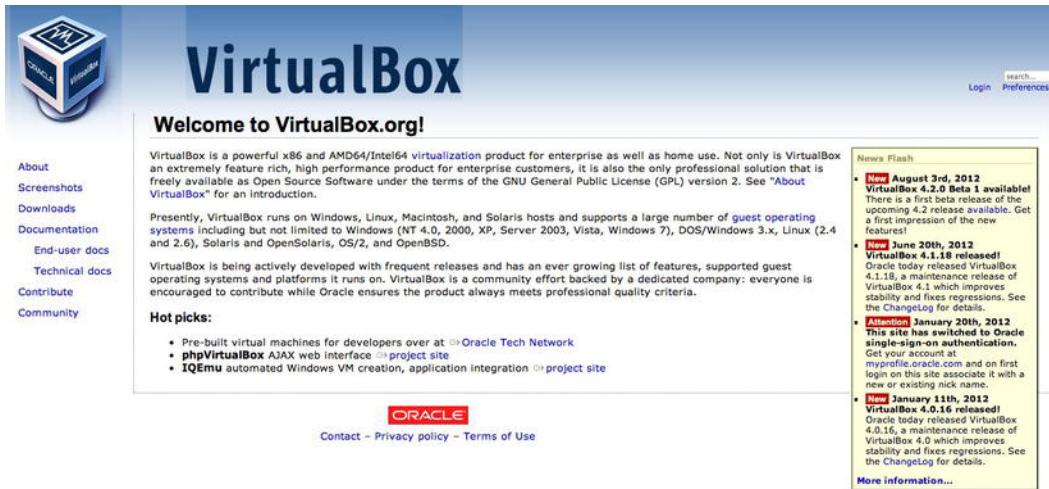 ORACLE
VirtualBox
VirtualBox
search...
Login Preferences
Welcome to VirtualBox.org!
About
Screenshots
Downloads
Documentation
End-user docs
Technical docs
Contribute
Community
VirtualBox is a powerful x86 and AMD64/Intel64 virtualization product for enterprise as well as home use. Not only is VirtualBox
an extremely feature rich, high performance product for enterprise customers, it is also the only professional solution that is
freely available as Open Source Software under the terms of the GNU General Public License (GPL) version 2. See "About
VirtualBox" for an introduction.
Presently, VirtualBox runs on Windows, Linux, Macintosh, and Solaris hosts and supports a large number of guest operating
systems including but not limited to Windows (NT 4.0, 2000, XP, Server 2003, Vista, Windows 7), DOS/Windows 3.x, Linux (2.4
and 2.6), Solaris and OpenSolaris, OS/2, and OpenBSD.
VirtualBox is being actively developed with frequent releases and has an ever growing list of features, supported guest
operating systems and platforms it runs on. VirtualBox is a community effort backed by a dedicated company: everyone is
encouraged to contribute while Oracle ensures the product always meets professional quality criteria.
Hot picks:
• Pre-built virtual machines for developers over at Oracle Tech Network
• phpVirtualBox AJAX web interface project site
• IQEmu automated Windows VM creation, application integration project site
News Flash
• New August 3rd, 2012
VirtualBox 4.2.0 Beta 1 available!
There is a first beta release of the
upcoming 4.2 release available. Get
a first impression of the new
features!
• New June 20th, 2012
VirtualBox 4.1.18 released!
Oracle today released VirtualBox
4.1.18, a maintenance release of
VirtualBox 4.1 which improves
stability and fixes regressions. See
the ChangeLog for details.
• Attention January 20th, 2012
This site has switched to Oracle
single-sign-on authentication.
Get your account at
myprofile.oracle.com and on first
login on this site associate it with a
new or existing nick name.
• New January 11th, 2012
VirtualBox 4.0.16 released!
Oracle today released VirtualBox
4.0.16, a maintenance release of
VirtualBox 4.0 which improves
stability and fixes regressions. See
the ChangeLog for details.
More information...
ORACLE
Contact – Privacy policy – Terms of Use